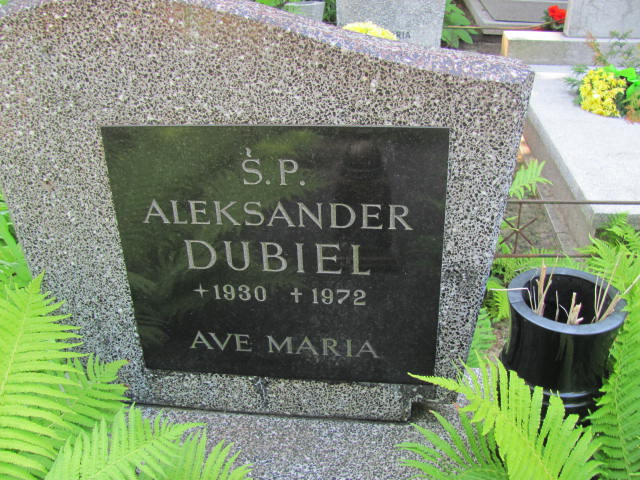 Ś.P.
ALEKSANDER
DUBIEL
+1930 +1972
AVE MARIA